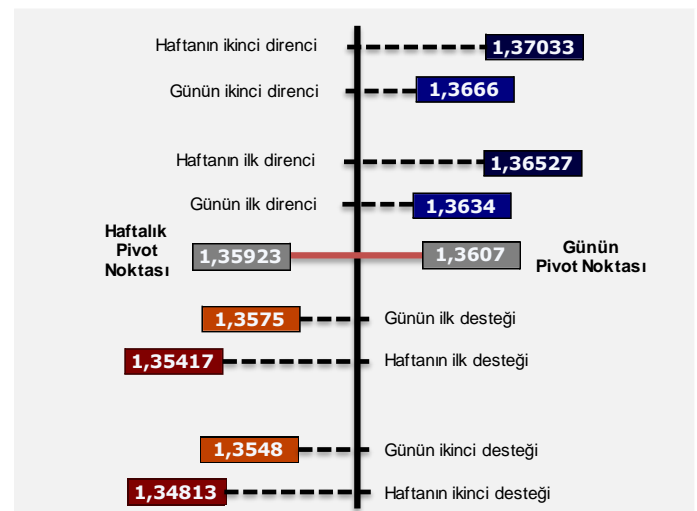 Haftanın ikinci direnci
1,37033
Günün ikinci direnci
1,3666
Haftanın ilk direnci
1,36527
Günün ilk direnci
1,3634
Haftalık
Pivot
Noktası
1,35923
1,3607
Günün
Pivot Noktası
1,3575
Günün ilk desteği
1,35417
Haftanın ilk desteği
1,3548
Günün ikinci desteği
1,34813
Haftanın ikinci desteği